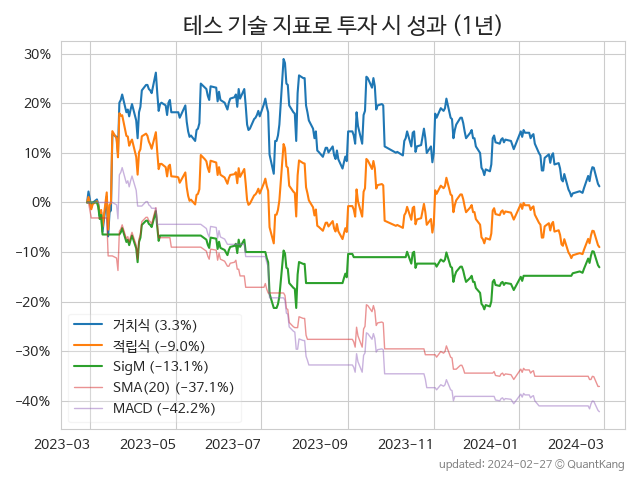 테스 기술 지표로 투자 시 성과 (1년)
30%
20%
10%
0%
−10%
−20%
−30%
−40%
거치식 (3.3%)
적립식 (−9.0%)
SigM (−13.1%)
SMA(20) (−37.1%)
MACD (−42.2%)
2023-03 2023-05 2023-07 2023-09 2023-11 2024-01 2024-03
updated: 2024-02-27 © QuantKang